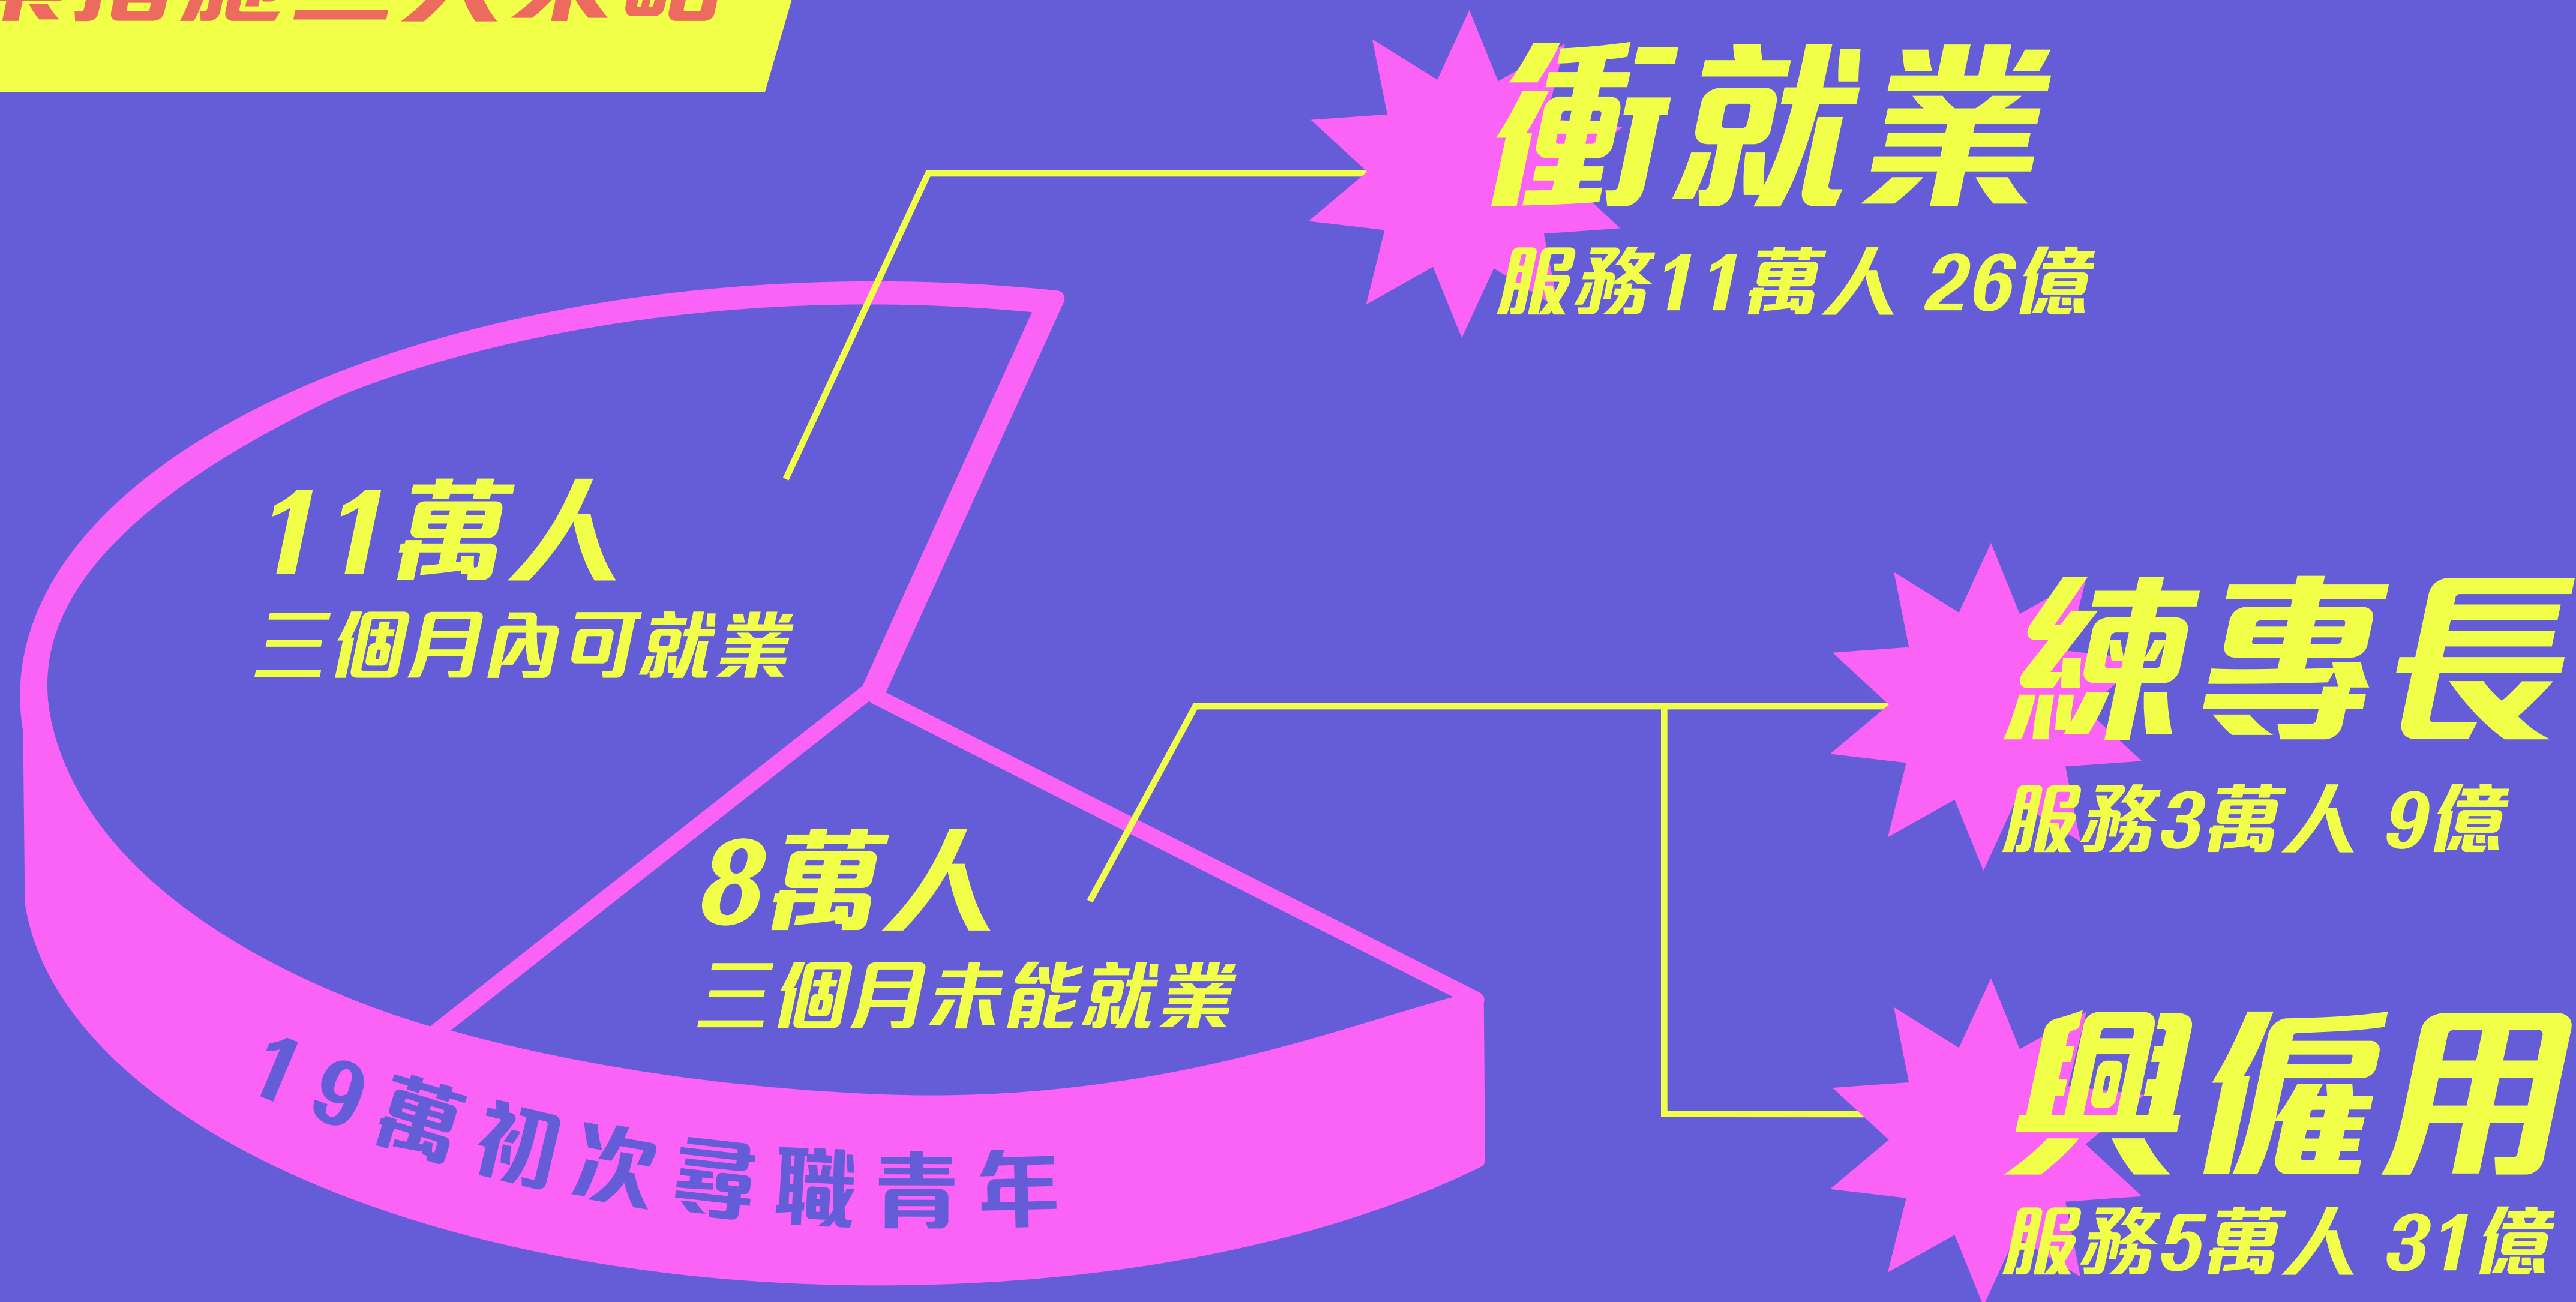 衝就業
服務11萬人 26億
11萬人
三個月內可就業
練專長
服務3萬人 9億
8萬人
三個月未能就業
興僱用
服務5萬人 31億
19萬初次尋職青年